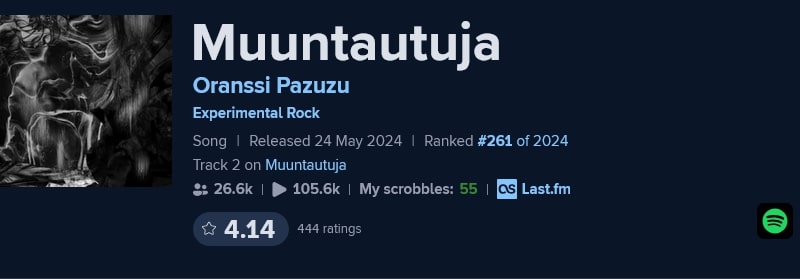 Muuntautuja
Oranssi Pazuzu
Experimental Rock
Song | Released 24 May 2024 | Ranked #261 of 2024
Track 2 on Muuntautuja
26.6k | 105.6k | My scrobbles: 55 | as Last.fm
4.14 444 ratings